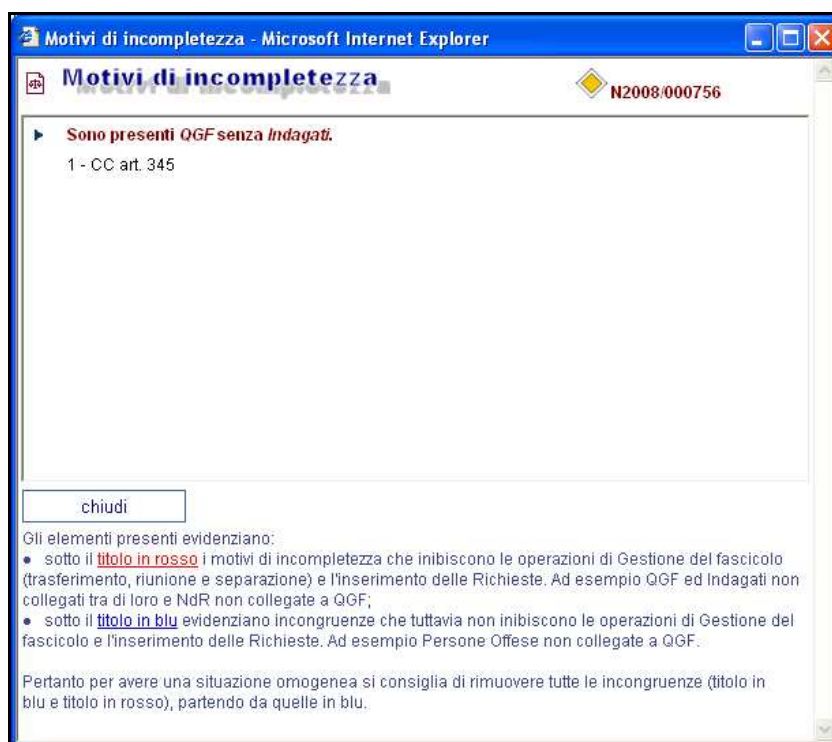 Motivi di incompletezza - Microsoft Internet Explorer
Motivi di incompletezza
N2008/000756
Sono presenti QGF senza Indagati.
1 - CC art. 345
chiudi
Gli elementi presenti evidenziano:
● sotto il titolo in rosso i motivi di incompletezza che inibiscono le operazioni di Gestione del fascicolo
(trasferimento, riunione e separazione) e l'inserimento delle Richieste. Ad esempio QGF ed Indagati non
collegati tra di loro e NdR non collegate a QGF;
● sotto il titolo in blu evidenziano incongruenze che tuttavia non inibiscono le operazioni di Gestione del
fascicolo e l'inserimento delle Richieste. Ad esempio Persone Offese non collegate a QGF.
Pertanto per avere una situazione omogenea si consiglia di rimuovere tutte le incongruenze (titolo in
blu e titolo in rosso), partendo da quelle in blu.